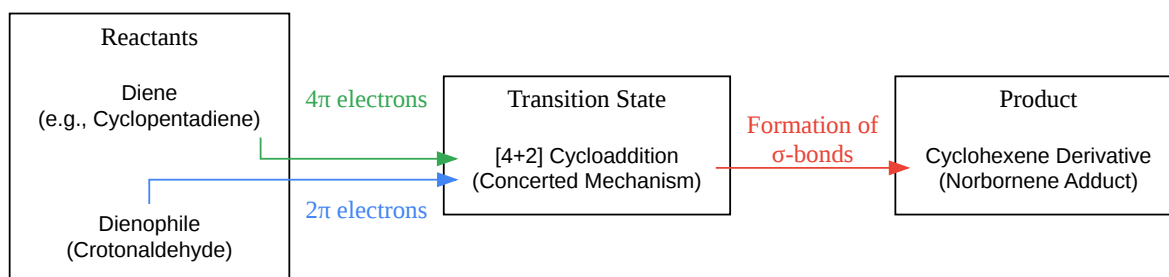 Reactants
Diene
(e.g., Cyclopentadiene)
Dienophile
(Crotonaldehyde)
4π electrons
2π electrons
Transition State
[4+2] Cycloaddition
(Concerted Mechanism)
Formation of
σ-bonds
Product
Cyclohexene Derivative
(Norbornene Adduct)